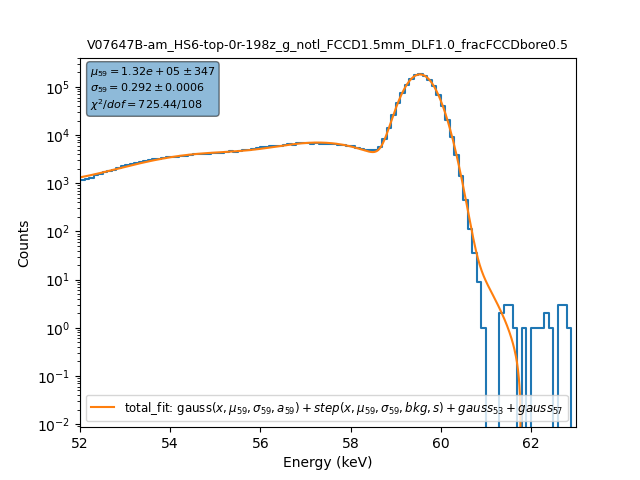 V07647B-am_HS6-top-0r-198z_g_notl_FCCD1.5mm_DLF1.0_fracFCCDbore0.5
μ₅₉ = 1.32e + 05 ± 347
σ₅₉ = 0.292 ± 0.0006
χ²/dof = 725.44/108
10⁵
10⁴
10³
10²
10¹
10⁰
10⁻¹
10⁻²
Counts
total_fit: gauss(x, μ₅₉, σ₅₉, a₅₉) + step(x, μ₅₉, σ₅₉, bkg, s) + gauss₅₃ + gauss₅₇
52 54 56 58 60 62
Energy (keV)